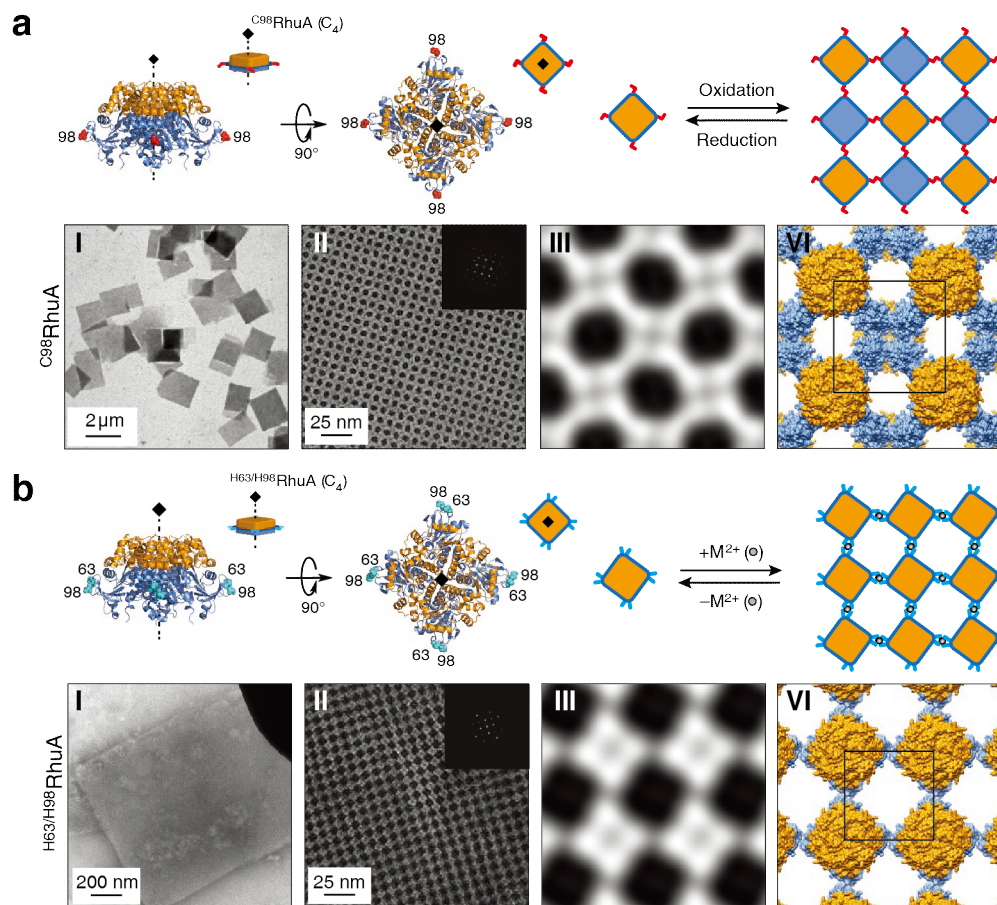 a
C98RhuA (C4)
98
98
90°
98
98
98
98
Oxidation
Reduction
C98RhuA
I
2 µm
II
25 nm
III
VI
b
H63/H98RhuA (C4)
63
98
63
98
90°
98
63
63
98
98
63
63
98
+M2+ ()
–M2+ ()
H63/H98RhuA
I
200 nm
II
25 nm
III
VI